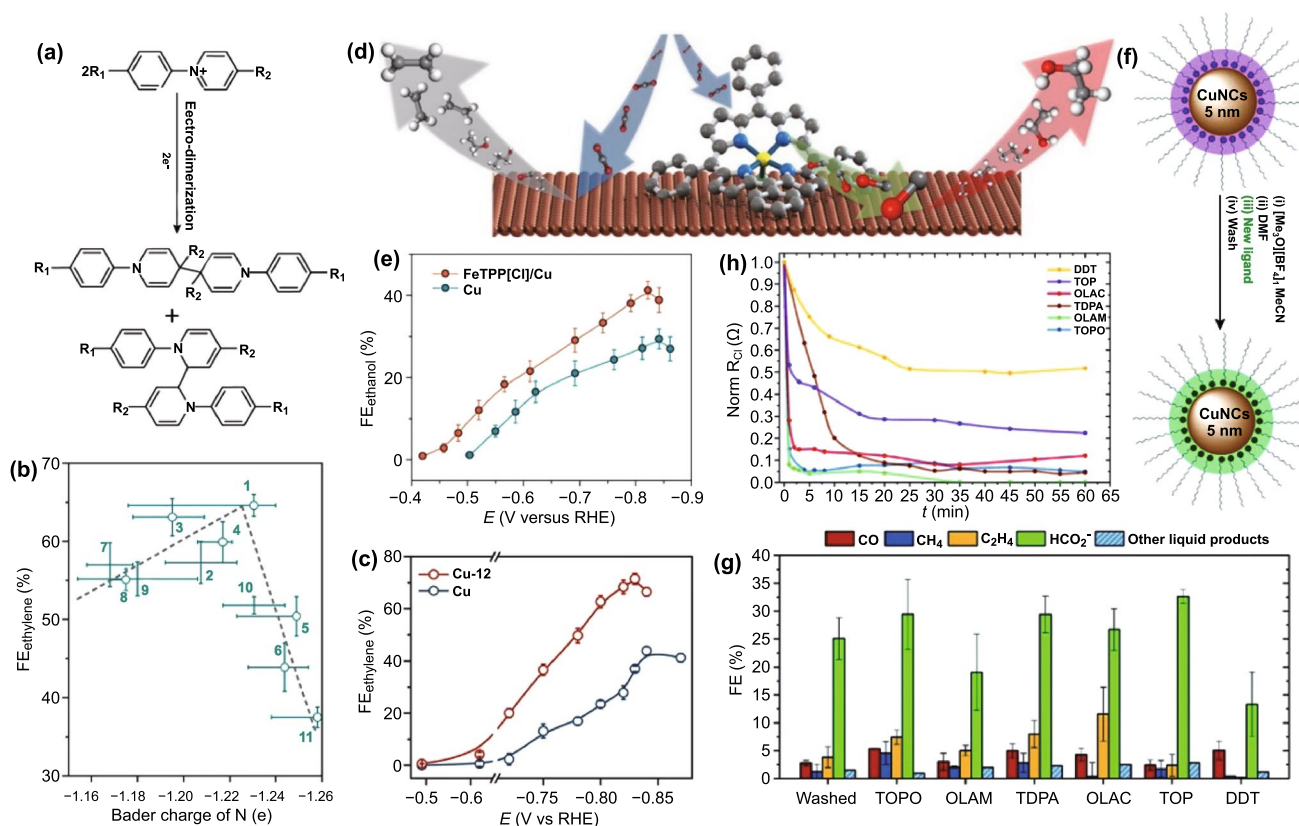 (a)
2R1
N+
R2
Eectro-dimerization
2e-
R1
N
R2
R2
N
R1
+
R1
N
R2
R2
N
R1
(b)
FEethylene (%)
70
60
50
40
30
1
3
4
7
8
9
2
10
5
6
11
−1.16
−1.18
−1.20
−1.22
−1.24
−1.26
Bader charge of N (e)
(d)
(e)
FEethanol (%)
FeTPP[Cl]/Cu
Cu
40
20
0
−0.4
−0.5
−0.6
−0.7
−0.8
−0.9
E (V versus RHE)
(c)
FEethylene (%)
Cu-12
Cu
80
60
40
20
0
−0.5
−0.6
−0.75
−0.80
−0.85
E (V vs RHE)
(f)
CuNCs
5 nm
(i) [Me3O][BF4], MeCN
(ii) DMF
(iii) New ligand
(iv) Wash
CuNCs
5 nm
(h)
Norm RCl (Ω)
DDT
TOP
OLAC
TDPA
OLAM
TOPO
1.0
0.9
0.8
0.7
0.6
0.5
0.4
0.3
0.2
0.1
0.0
0
5
10
15
20
25
30
35
40
45
50
55
60
65
t (min)
(g)
CO
CH4
C2H4
HCO2-
Other liquid products
FE (%)
40
35
30
25
20
15
10
5
0
Washed
TOPO
OLAM
TDPA
OLAC
TOP
DDT